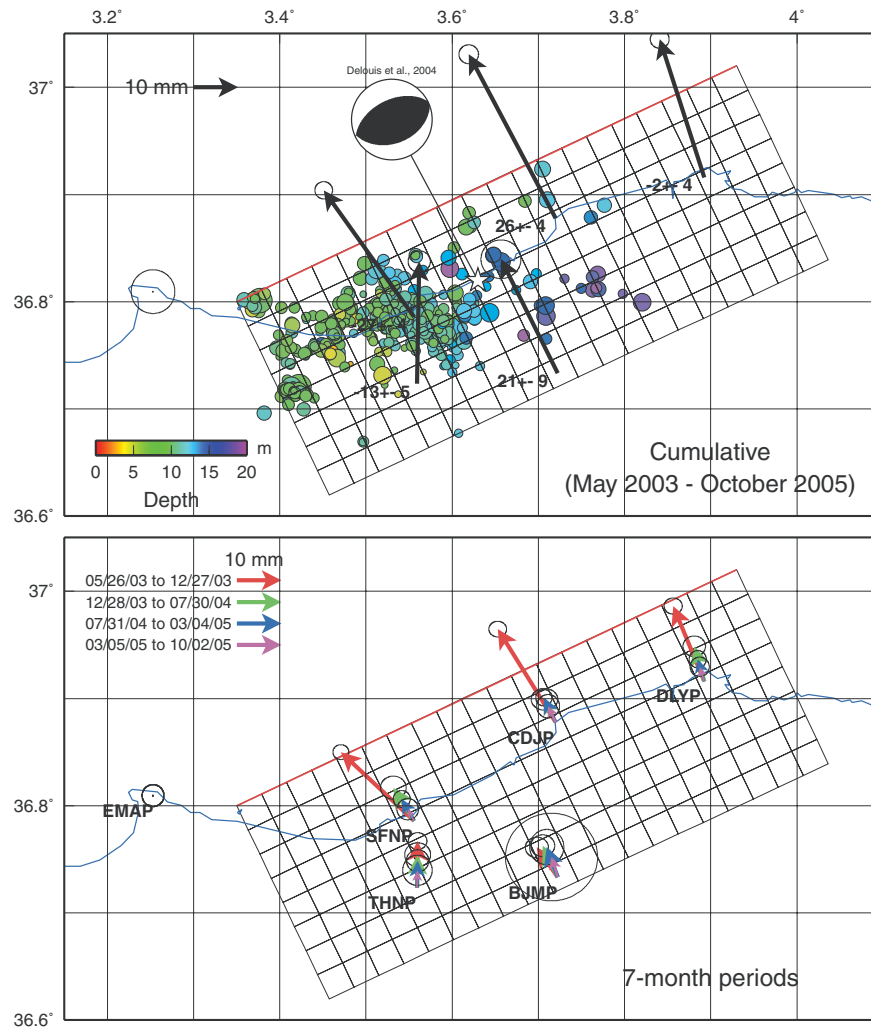 3.2˚ 3.4˚ 3.6˚ 3.8˚ 4˚
37˚
10 mm
Delouis et al., 2004
-2+- 4
26+- 4
36.8˚
-13+- 5
21+- 9
m
0 5 10 15 20
Depth
Cumulative
(May 2003 - October 2005)
36.6˚
10 mm
05/26/03 to 12/27/03
12/28/03 to 07/30/04
07/31/04 to 03/04/05
03/05/05 to 10/02/05
37˚
DLYP
CDJP
36.8˚
EMAP
SFNP
THNP
BJMP
7-month periods
36.6˚